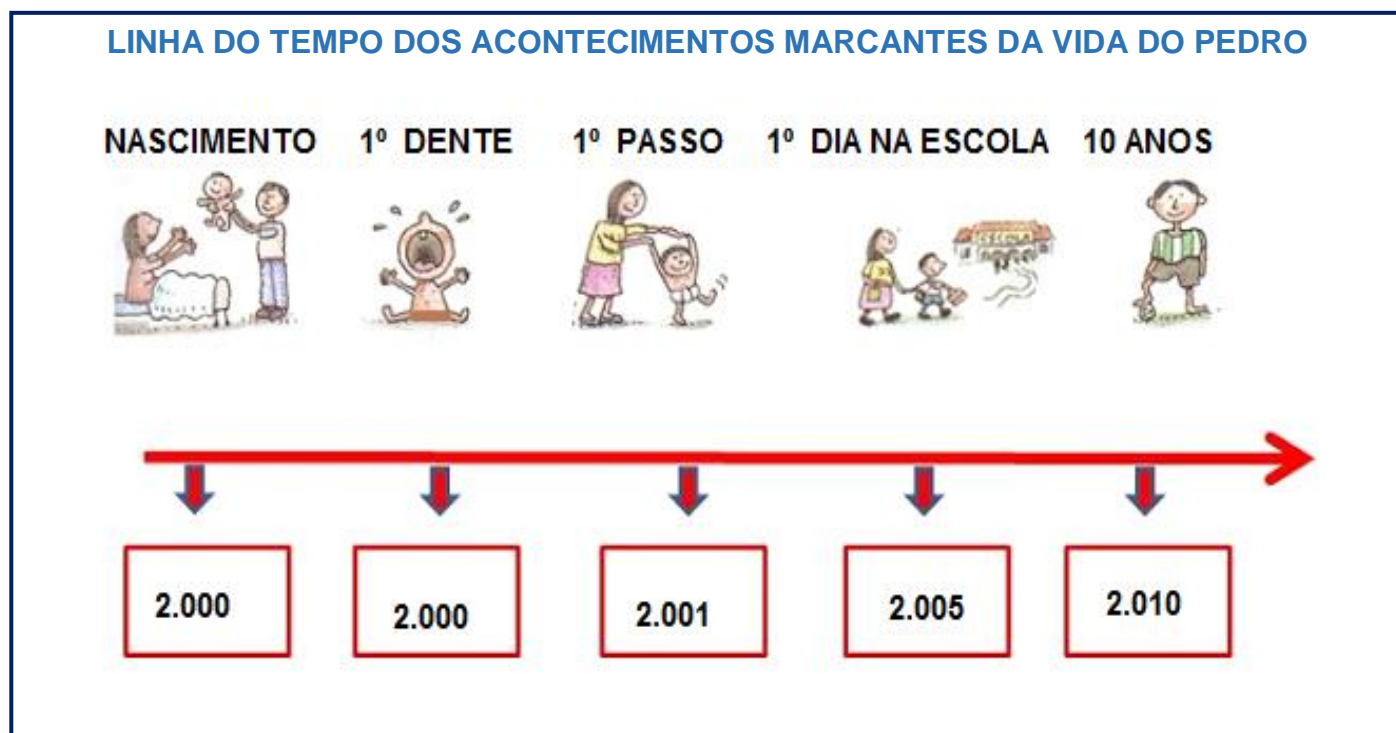 LINHA DO TEMPO DOS ACONTECIMENTOS MARCANTES DA VIDA DO PEDRO
NASCIMENTO 1º DENTE 1º PASSO 1º DIA NA ESCOLA 10 ANOS
ESCOLA
2.000 2.000 2.001 2.005 2.010